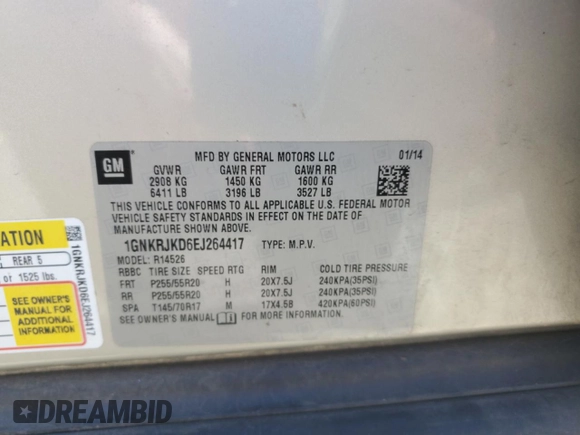 GM
MFD BY GENERAL MOTORS LLC 01/14
GVWR GAWR FRT GAWR RR
2908 KG 1450 KG 1600 KG
6411 LB 3196 LB 3527 LB
THIS VEHICLE CONFORMS TO ALL APPLICABLE U.S. FEDERAL MOTOR
VEHICLE SAFETY STANDARDS IN EFFECT ON THE DATE OF
MANUFACTURE SHOWN ABOVE.
1GNKRJKD6EJ264417 TYPE: M.P.V.
MODEL: R14526
RBBC TIRE SIZE SPEED RTG RIM COLD TIRE PRESSURE
FRT P255/55R20 H 20X7.5J 240KPA(35PSI)
RR P255/55R20 H 20X7.5J 240KPA(35PSI)
SPA T145/70R17 M 17X4.5B 420KPA(60PSI)
SEE OWNER'S MANUAL FOR MORE INFORMATION.
ATION
REAR 5
or 1525 lbs.
SEE OWNER'S
MANUAL FOR
ADDITIONAL
INFORMATION
1GNKRJKD6EJ264417
DREAMBID